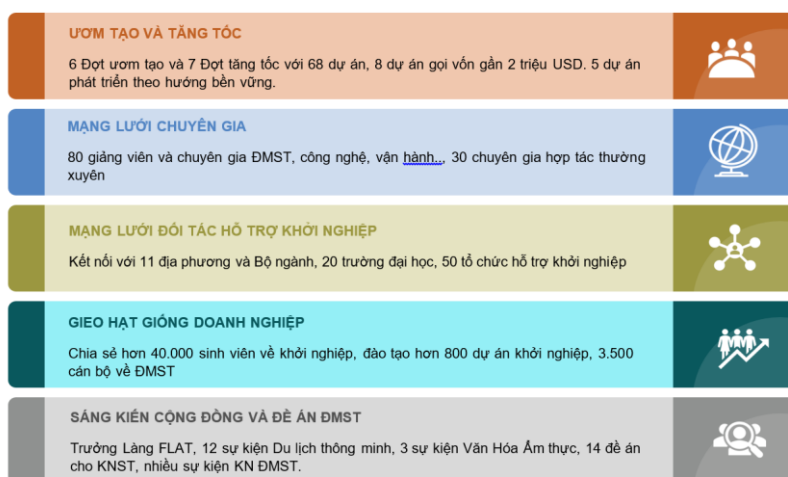 ƯƠM TẠO VÀ TĂNG TỐC
6 Đợt ươm tạo và 7 Đợt tăng tốc với 68 dự án, 8 dự án gọi vốn gần 2 triệu USD. 5 dự án
phát triển theo hướng bền vững.
MẠNG LƯỚI CHUYÊN GIA
80 giảng viên và chuyên gia ĐMST, công nghệ, vận hành... 30 chuyên gia hợp tác thường
xuyên
MẠNG LƯỚI ĐỐI TÁC HỖ TRỢ KHỞI NGHIỆP
Kết nối với 11 địa phương và Bộ ngành, 20 trường đại học, 50 tổ chức hỗ trợ khởi nghiệp
GIEO HẠT GIỐNG DOANH NGHIỆP
Chia sẻ hơn 40.000 sinh viên về khởi nghiệp, đào tạo hơn 800 dự án khởi nghiệp, 3.500
cán bộ về ĐMST
SÁNG KIẾN CỘNG ĐỒNG VÀ ĐỀ ÁN ĐMST
Trưởng Làng FLAT, 12 sự kiện Du lịch thông minh, 3 sự kiện Văn Hóa Ẩm thực, 14 đề án
cho KNST, nhiều sự kiện KN ĐMST.